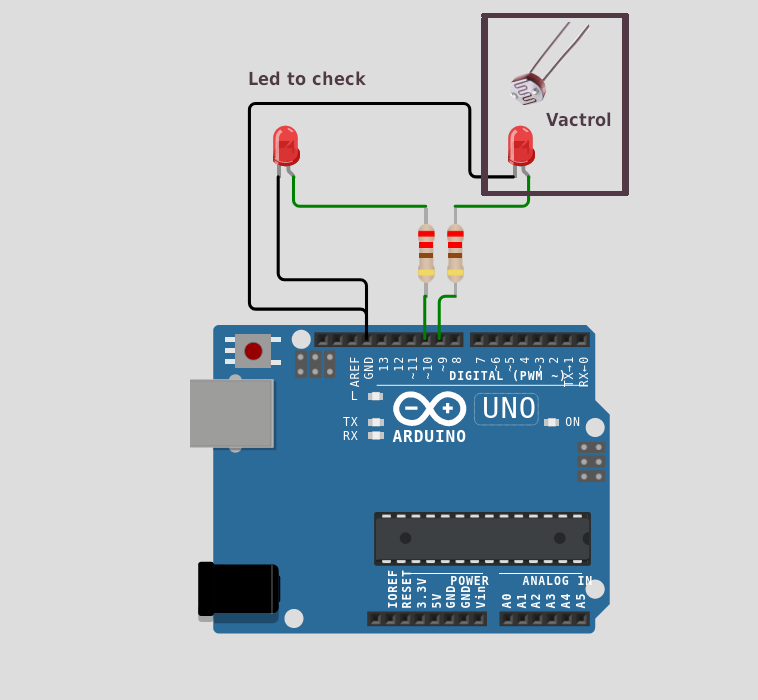 Led to check
Vactrol
AREF
GND
13
12
~11
~10
~9
8
7
~6
~5
4
~3
2
TX→1
RX←0
DIGITAL (PWM ~)
L
TX
RX
ARDUINO
UNO
ON
IOREF
RESET
3.3V
5V
GND
GND
Vin
POWER
ANALOG IN
A0
A1
A2
A3
A4
A5